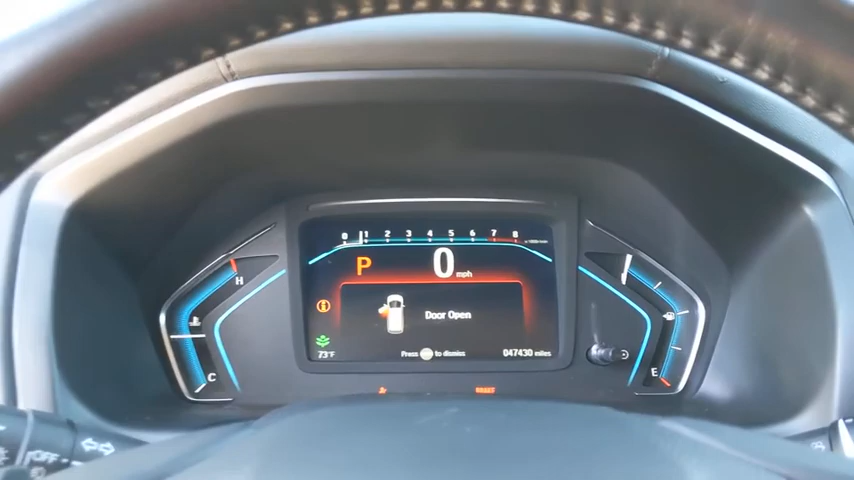 0 1 2 3 4 5 6 7 8
P 0 mph
H
Door Open
C
E
73°F
Press to dismiss
047430 miles
OFF